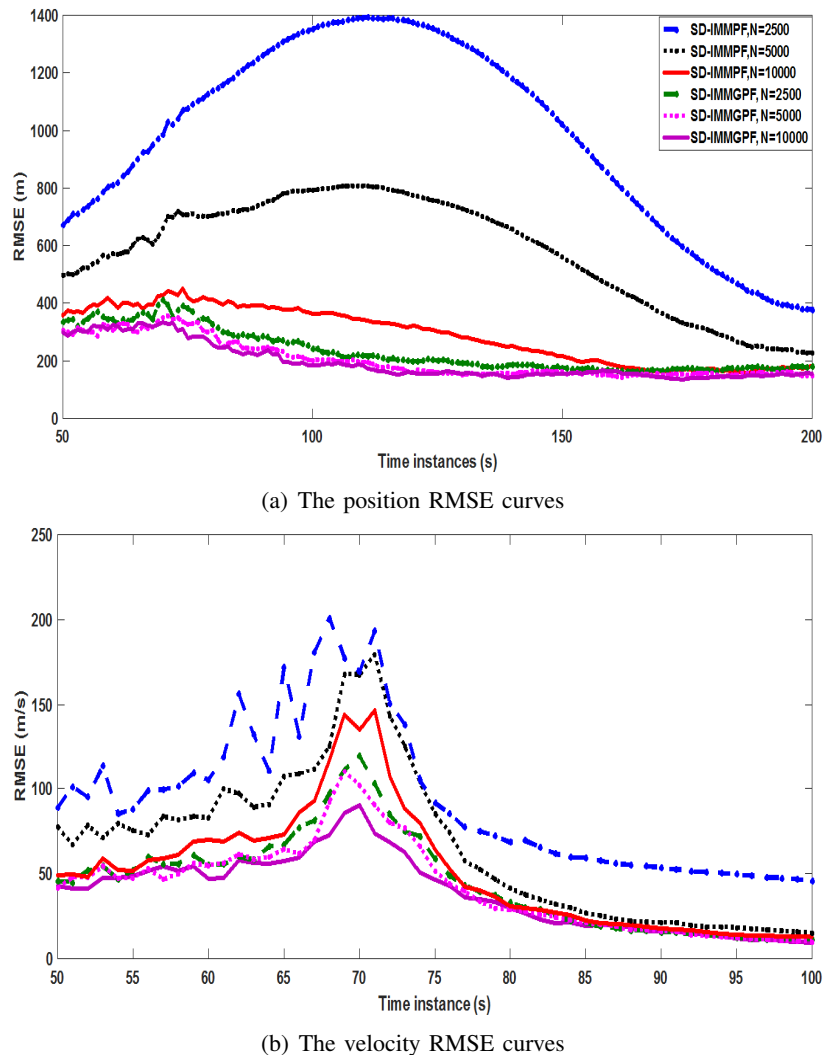 1400
1200
1000
800
600
400
200
0
RMSE (m)
SD-IMMPF,N=2500
SD-IMMPF,N=5000
SD-IMMPF,N=10000
SD-IMMGPF,N=2500
SD-IMMGPF,N=5000
SD-IMMGPF,N=10000
50 100 150 200
Time instances (s)
(a) The position RMSE curves
250
200
150
100
50
0
RMSE (m/s)
50 55 60 65 70 75 80 85 90 95 100
Time instance (s)
(b) The velocity RMSE curves